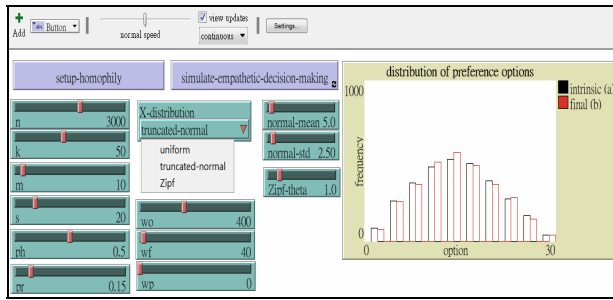 Add
Abc Button
normal speed
view updates
continuous
Settings...
setup-homophily
simulate-empathetic-decision-making
n 3000
k 50
m 10
s 20
ph 0.5
pr 0.15
X-distribution
truncated-normal
uniform
truncated-normal
Zipf
wo 400
wf 40
wp 0
normal-mean 5.0
normal-std 2.50
Zipf-theta 1.0
distribution of preference options
1000
frequency
0
0
option
30
intrinsic (a)
final (b)